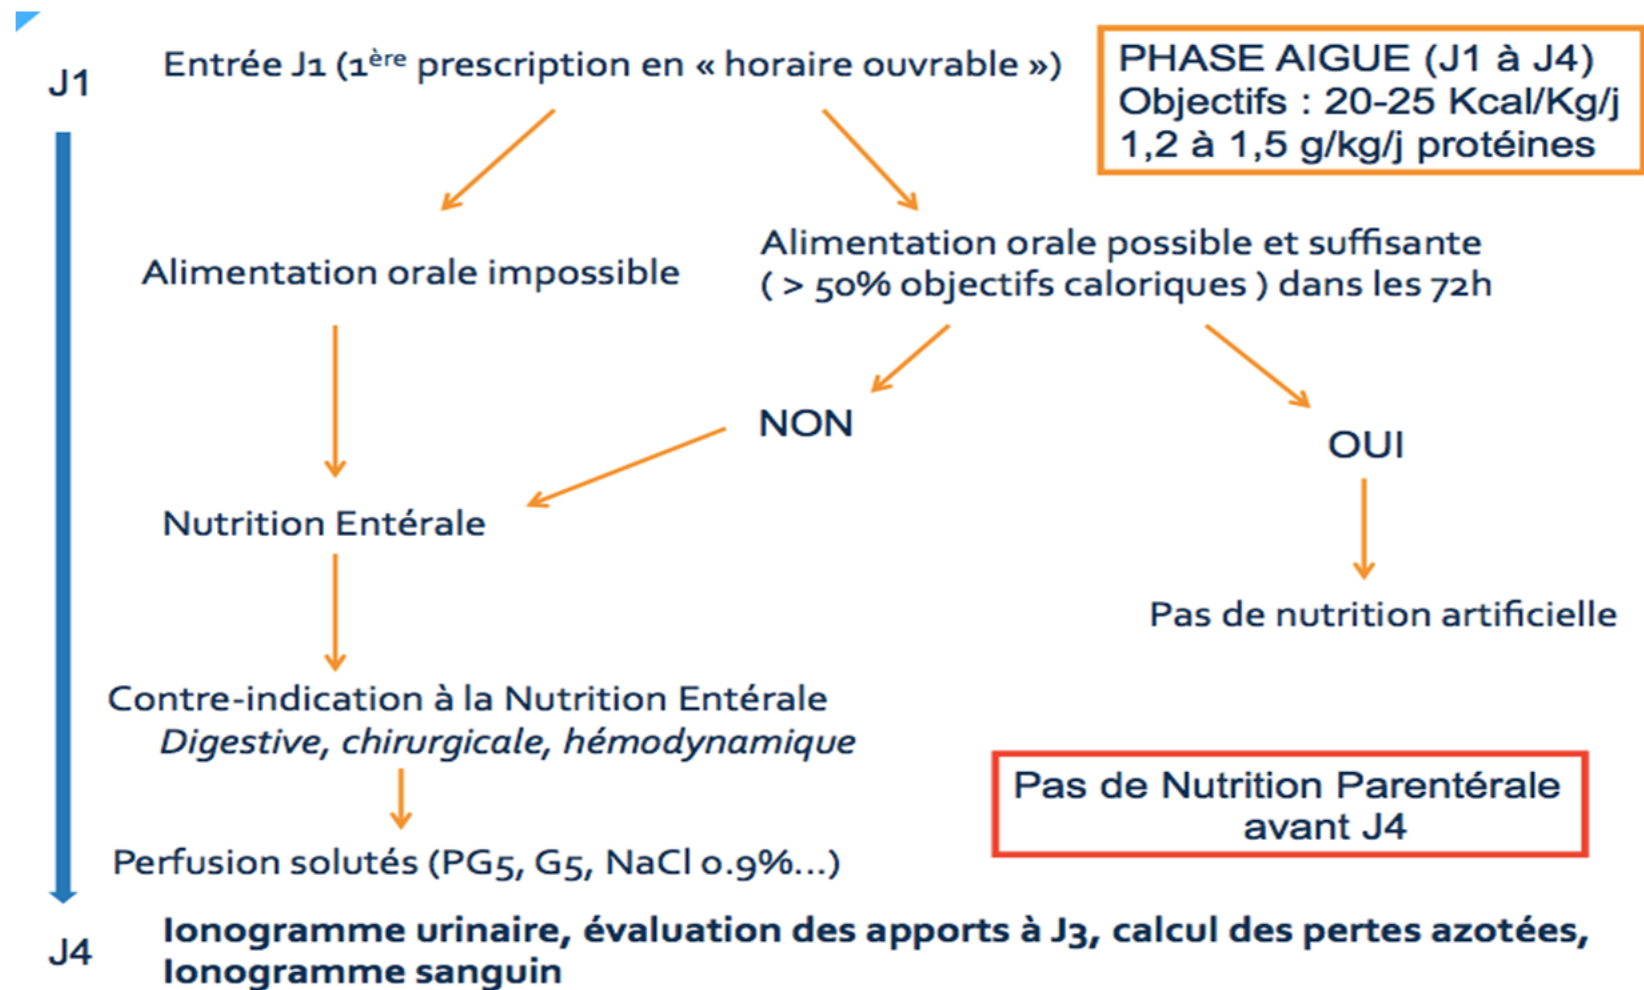 J1
Entrée J1 (1ère prescription en « horaire ouvrable »)
PHASE AIGUE (J1 à J4)
Objectifs : 20-25 Kcal/Kg/j
1,2 à 1,5 g/kg/j protéines
Alimentation orale impossible
Alimentation orale possible et suffisante
( > 50% objectifs caloriques ) dans les 72h
NON
OUI
Nutrition Entérale
Pas de nutrition artificielle
Contre-indication à la Nutrition Entérale
Digestive, chirurgicale, hémodynamique
Pas de Nutrition Parentérale
avant J4
Perfusion solutés (PG5, G5, NaCl 0.9%...)
J4
Ionogramme urinaire, évaluation des apports à J3, calcul des pertes azotées,
Ionogramme sanguin